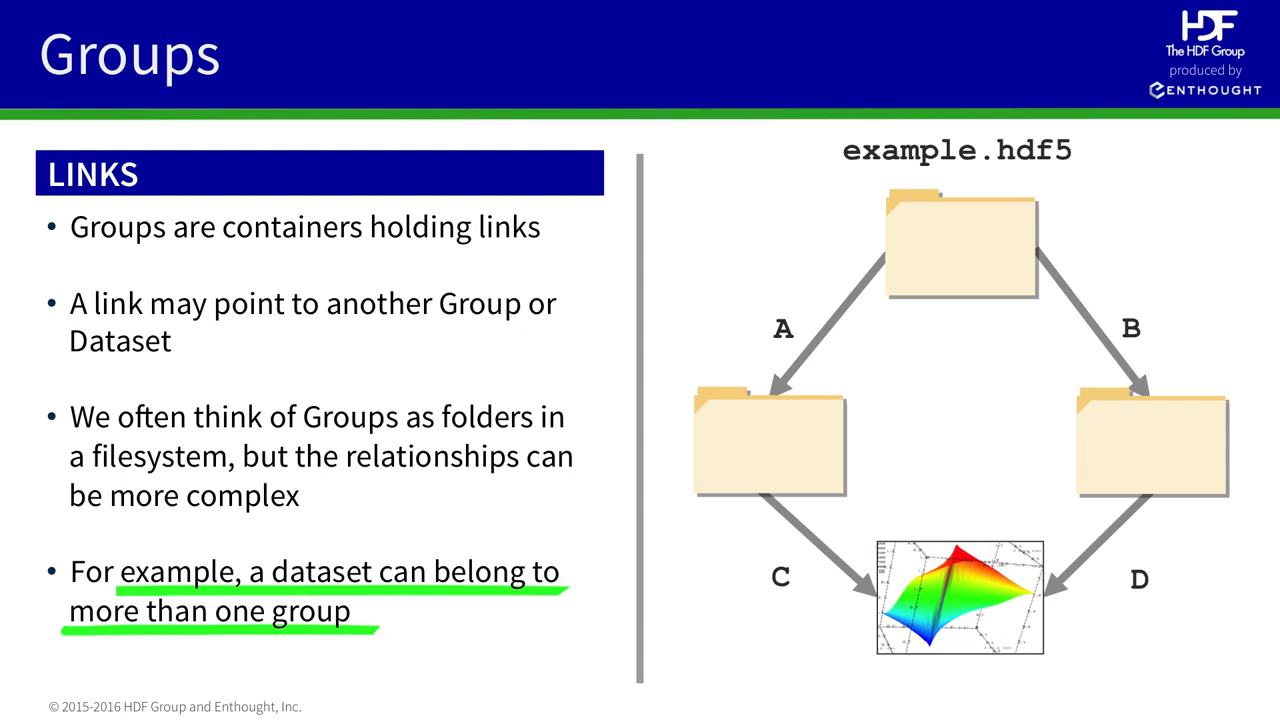 Groups
HDF
The HDF Group
produced by
ENTHOUGHT
LINKS
• Groups are containers holding links
• A link may point to another Group or
Dataset
• We often think of Groups as folders in
a filesystem, but the relationships can
be more complex
• For example, a dataset can belong to
more than one group
example.hdf5
A
B
C
D
© 2015-2016 HDF Group and Enthought, Inc.